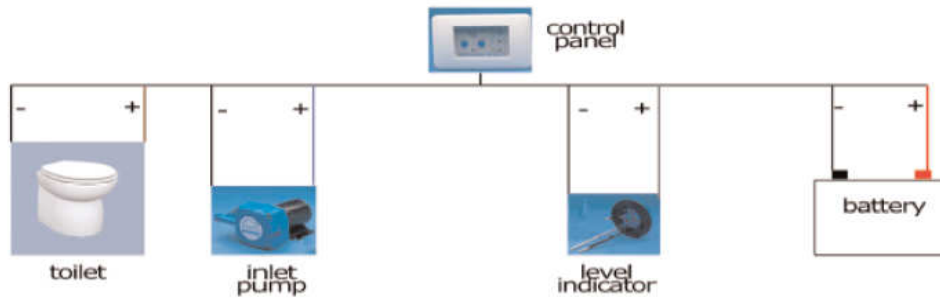 control
panel
- + - + - + - +
battery
toilet
inlet
pump
level
indicator